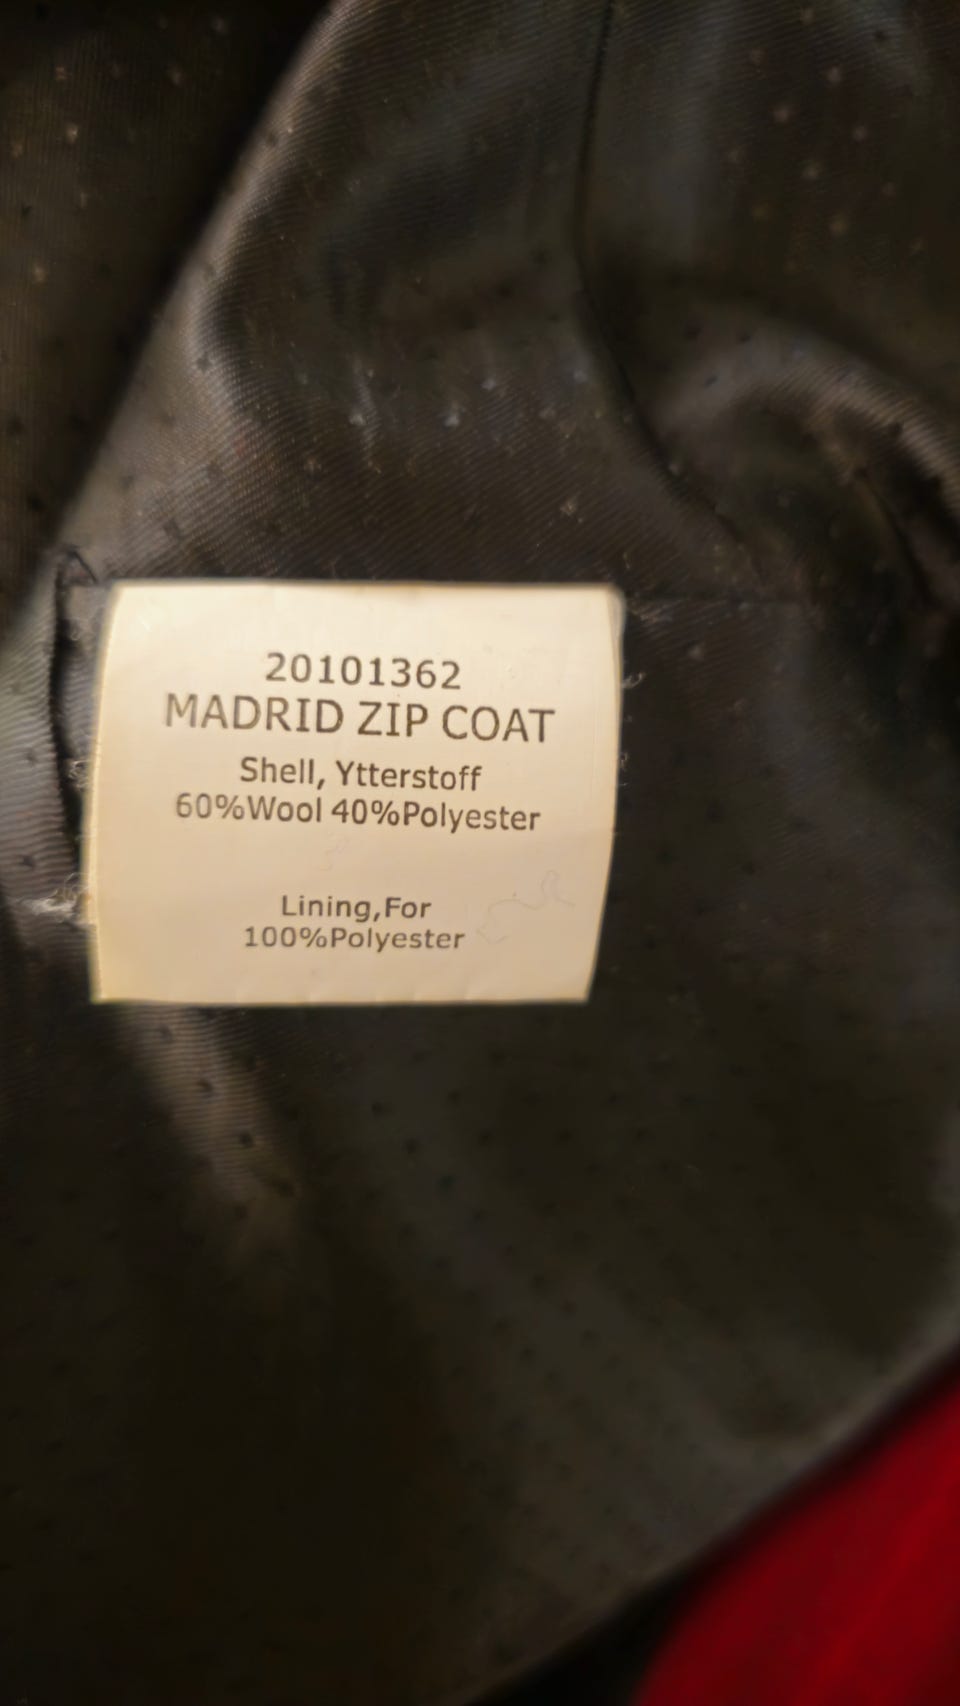 20101362
MADRID ZIP COAT
Shell, Ytterstoff
60%Wool 40%Polyester
Lining,For
100%Polyester